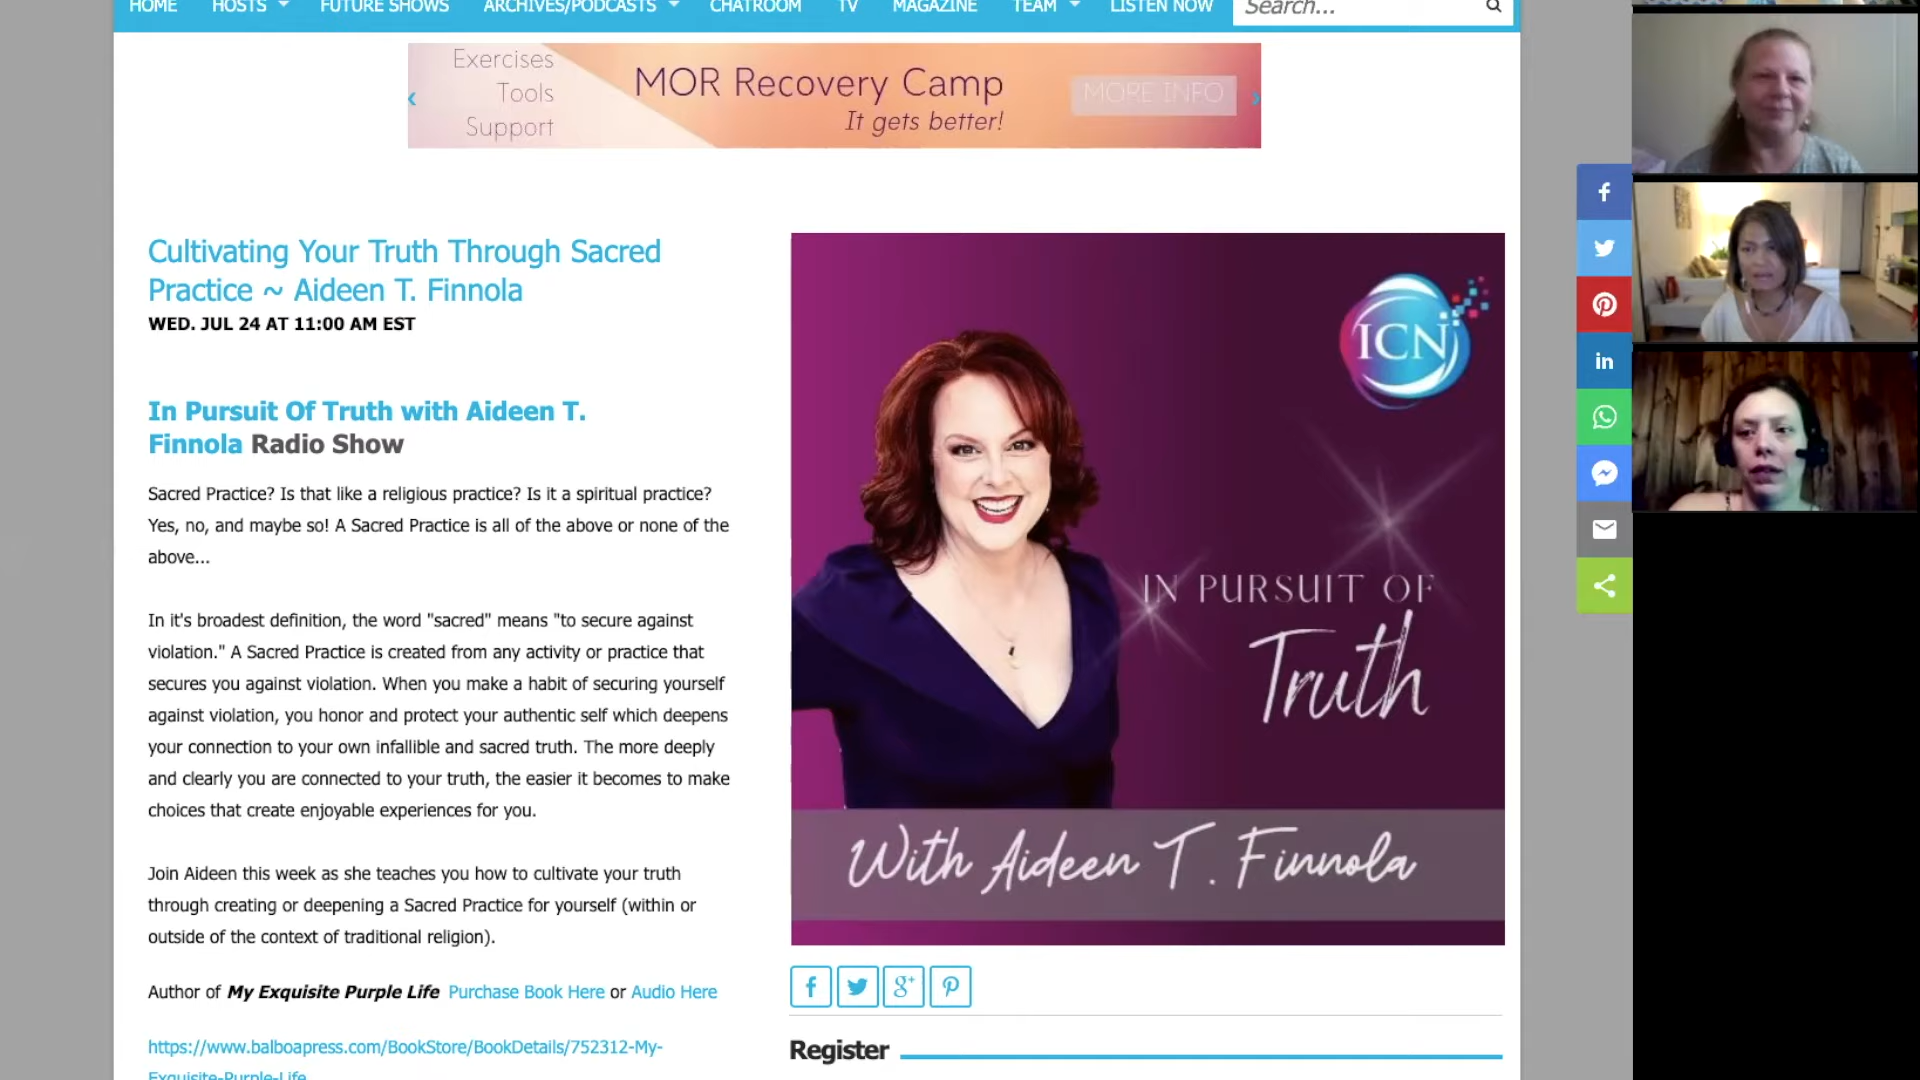 HOME HOSTS FUTURE SHOWS ARCHIVES/PODCASTS CHATROOM TV MAGAZINE TEAM LISTEN NOW Search...
Exercises
Tools
Support
MOR Recovery Camp
It gets better!
MORE INFO
Cultivating Your Truth Through Sacred
Practice ~ Aideen T. Finnola
WED. JUL 24 AT 11:00 AM EST
In Pursuit Of Truth with Aideen T.
Finnola Radio Show
Sacred Practice? Is that like a religious practice? Is it a spiritual practice?
Yes, no, and maybe so! A Sacred Practice is all of the above or none of the
above...
In it's broadest definition, the word "sacred" means "to secure against
violation." A Sacred Practice is created from any activity or practice that
secures you against violation. When you make a habit of securing yourself
against violation, you honor and protect your authentic self which deepens
your connection to your own infallible and sacred truth. The more deeply
and clearly you are connected to your truth, the easier it becomes to make
choices that create enjoyable experiences for you.
Join Aideen this week as she teaches you how to cultivate your truth
through creating or deepening a Sacred Practice for yourself (within or
outside of the context of traditional religion).
Author of My Exquisite Purple Life Purchase Book Here or Audio Here
https://www.balboapress.com/BookStore/BookDetails/752312-My-
Exquisite-Purple-Life
ICN
IN PURSUIT OF
Truth
With Aideen T. Finnola
Register